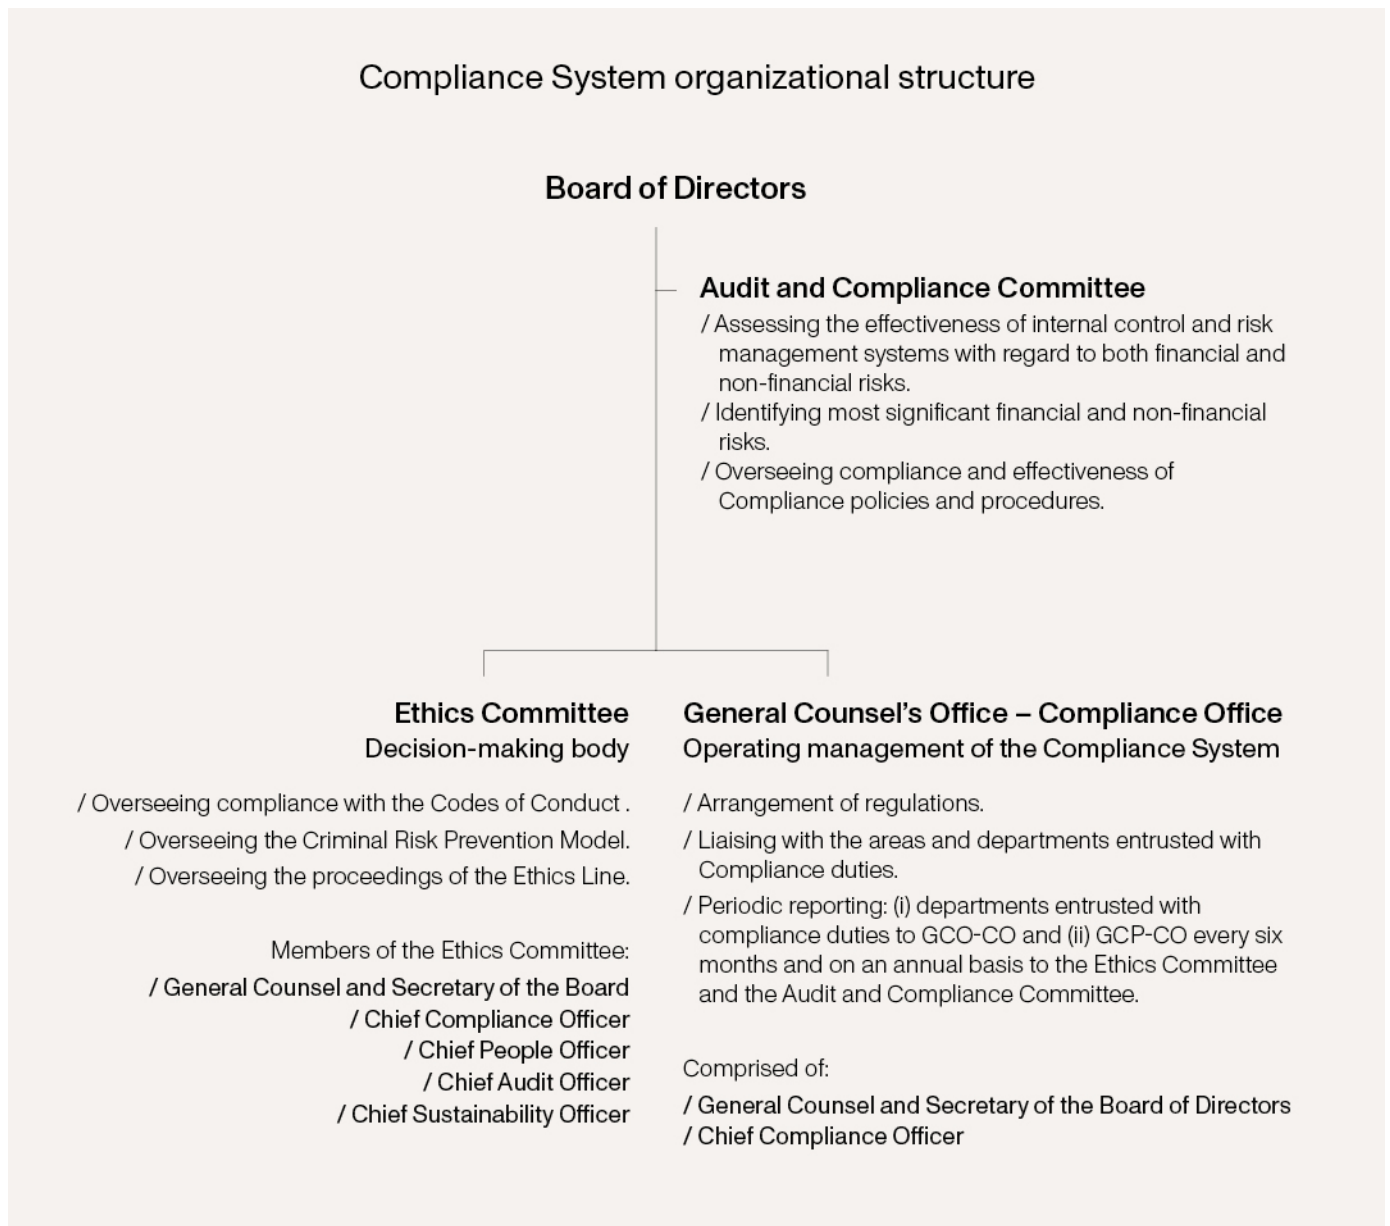 Compliance System organizational structure
Board of Directors
Audit and Compliance Committee
/ Assessing the effectiveness of internal control and risk
management systems with regard to both financial and
non-financial risks.
/ Identifying most significant financial and non-financial
risks.
/ Overseeing compliance and effectiveness of
Compliance policies and procedures.
Ethics Committee
Decision-making body
/ Overseeing compliance with the Codes of Conduct .
/ Overseeing the Criminal Risk Prevention Model.
/ Overseeing the proceedings of the Ethics Line.
Members of the Ethics Committee:
/ General Counsel and Secretary of the Board
/ Chief Compliance Officer
/ Chief People Officer
/ Chief Audit Officer
/ Chief Sustainability Officer
General Counsel’s Office – Compliance Office
Operating management of the Compliance System
/ Arrangement of regulations.
/ Liaising with the areas and departments entrusted with
Compliance duties.
/ Periodic reporting: (i) departments entrusted with
compliance duties to GCO-CO and (ii) GCP-CO every six
months and on an annual basis to the Ethics Committee
and the Audit and Compliance Committee.
Comprised of:
/ General Counsel and Secretary of the Board of Directors
/ Chief Compliance Officer